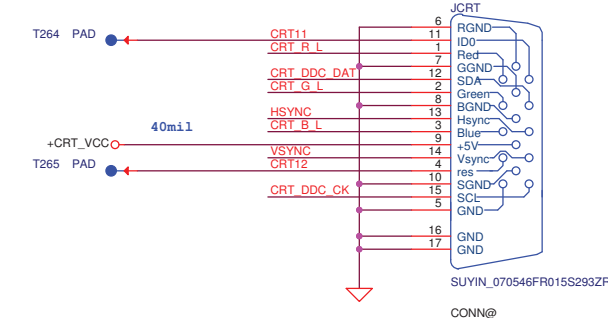 JCRT
6 RGND
T264 PAD CRT11 11 ID0
CRT_R_L 1 Red
7 GGND
CRT_DDC_DAT 12 SDA
CRT_G_L 2 Green
8 BGND
HSYNC 13 Hsync
40mil CRT_B_L 3 Blue
+CRT_VCC 9 +5V
VSYNC 14 Vsync
T265 PAD CRT12 4 res
10 SGND
CRT_DDC_CK 15 SCL
5 GND
16 GND
17 GND
SUYIN_070546FR015S293ZR
CONN@